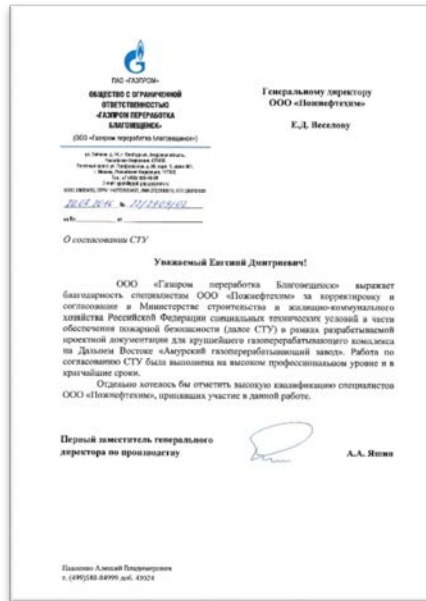 ПАО «ГАЗПРОМ»
ОБЩЕСТВО С ОГРАНИЧЕННОЙ
ОТВЕТСТВЕННОСТЬЮ
«ГАЗПРОМ ПЕРЕРАБОТКА
БЛАГОВЕЩЕНСК»
(ООО «Газпром переработка Благовещенск»)
Генеральному директору
ООО «Пожнефтехим»
Е.Д. Веселову
О согласовании СТУ
Уважаемый Евгений Дмитриевич!
ООО «Газпром переработка Благовещенск» выражает
благодарность специалистам ООО «Пожнефтехим» за корректировку и
согласование в Министерстве строительства и жилищно-коммунального
хозяйства Российской Федерации специальных технических условий в части
обеспечения пожарной безопасности (далее СТУ) в рамках разрабатываемой
проектной документации для крупнейшего газоперерабатывающего комплекса
на Дальнем Востоке «Амурский газоперерабатывающий завод». Работа по
согласованию СТУ была выполнена на высоком профессиональном уровне и в
кратчайшие сроки.
Отдельно хотелось бы отметить высокую квалификацию специалистов
ООО «Пожнефтехим», принявших участие в данной работе.
Первый заместитель генерального
директора по производству
А.А. Яшин
Алексей Владимирович